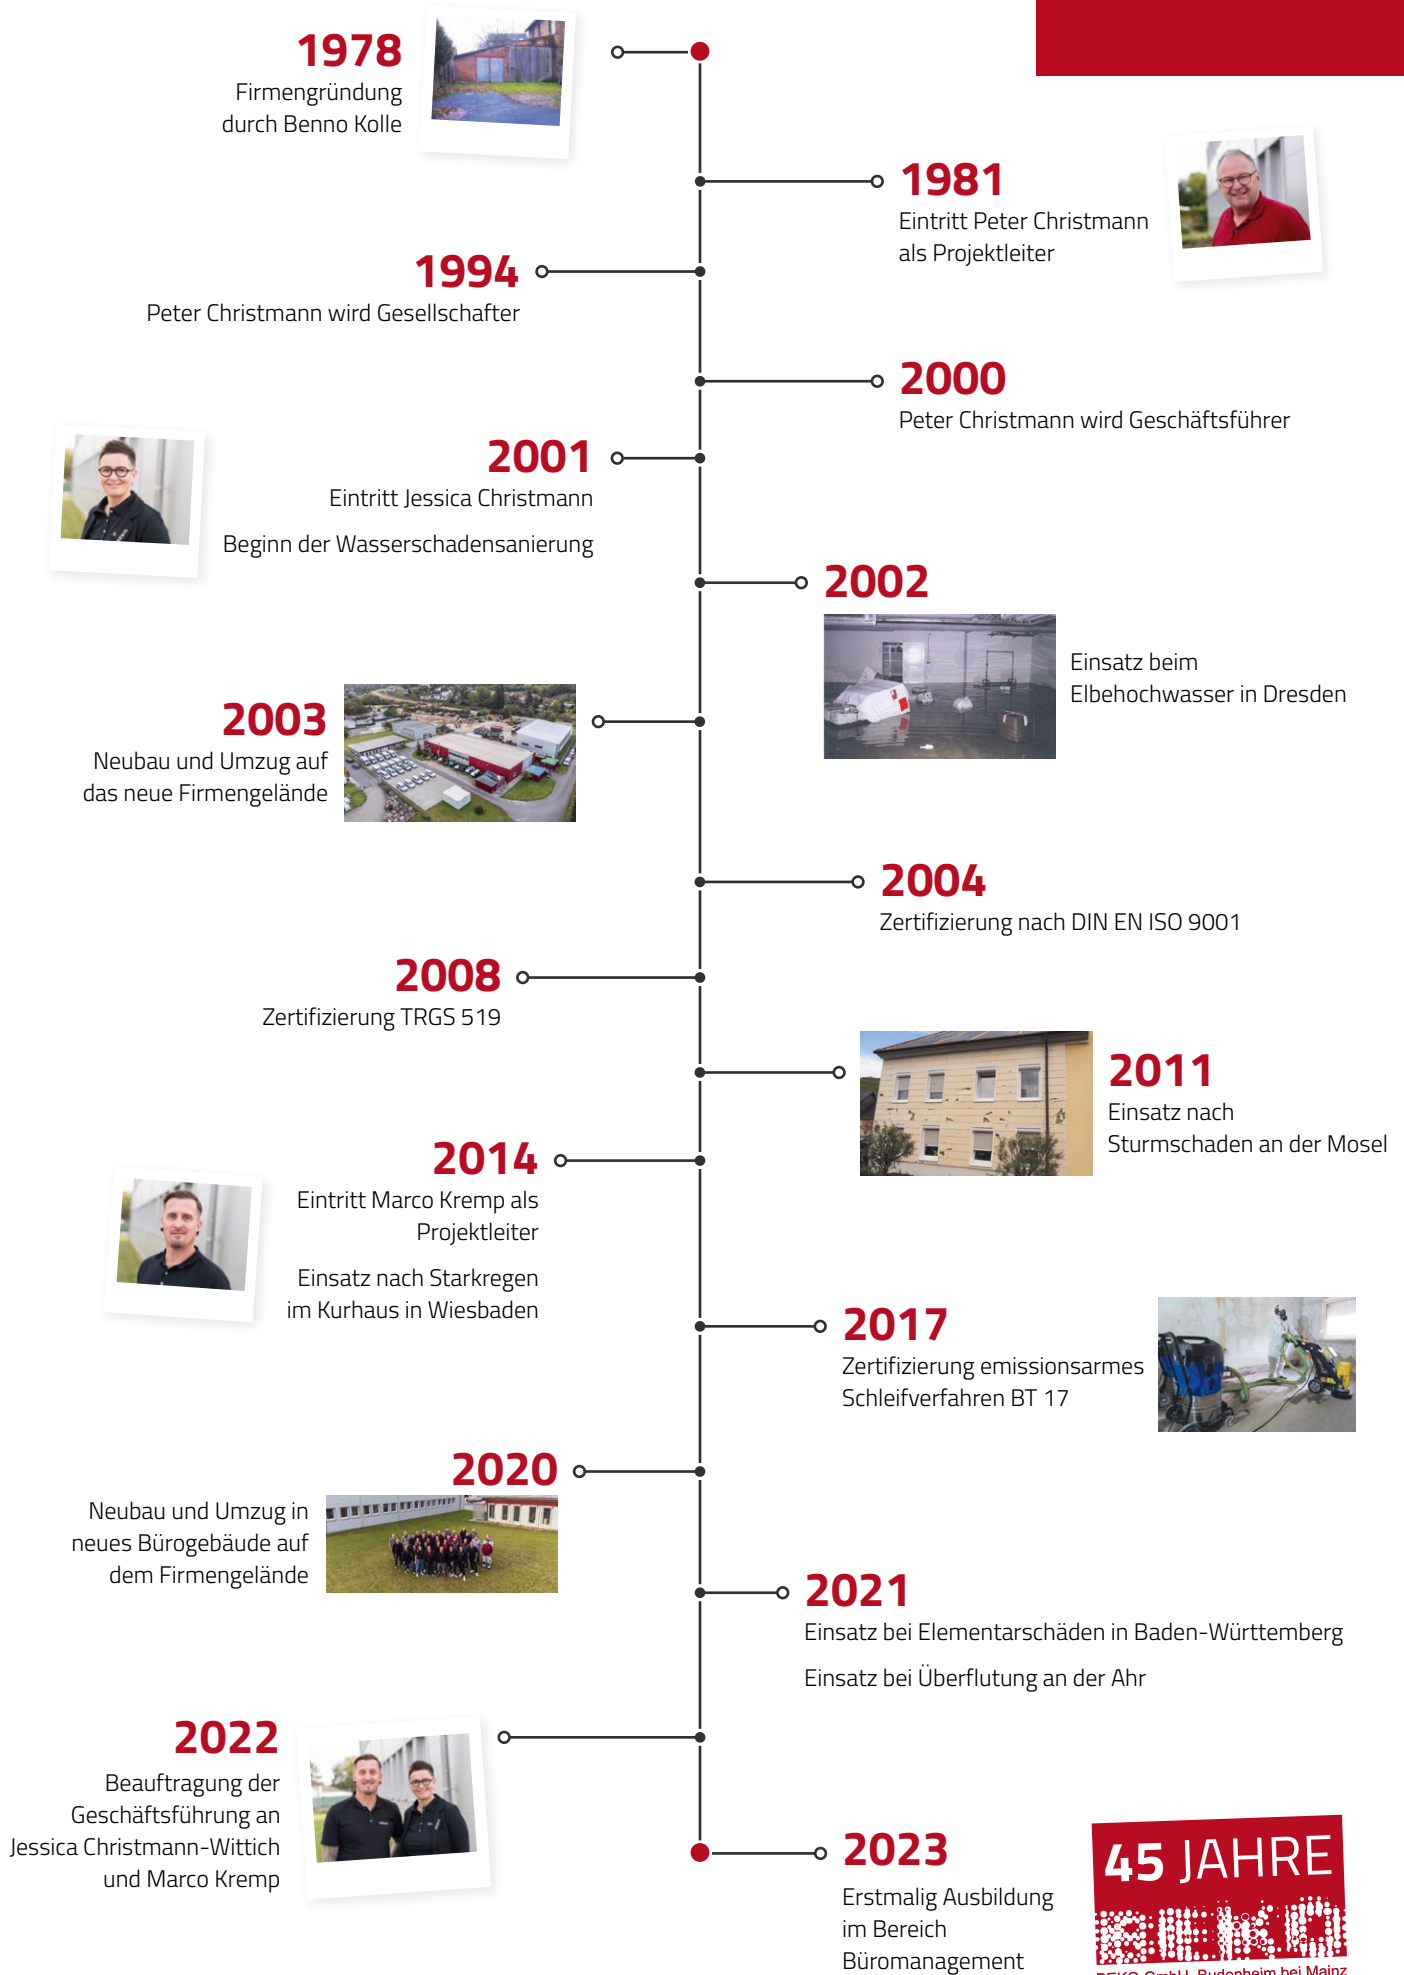 1978
Firmengründung
durch Benno Kolle
1981
Eintritt Peter Christmann
als Projektleiter
1994
Peter Christmann wird Gesellschafter
2000
Peter Christmann wird Geschäftsführer
2001
Eintritt Jessica Christmann
Beginn der Wasserschadensanierung
2002
Einsatz beim
Elbehochwasser in Dresden
2003
Neubau und Umzug auf
das neue Firmengelände
2004
Zertifizierung nach DIN EN ISO 9001
2008
Zertifizierung TRGS 519
2011
Einsatz nach
Sturmschaden an der Mosel
2014
Eintritt Marco Kremp als
Projektleiter
Einsatz nach Starkregen
im Kurhaus in Wiesbaden
2017
Zertifizierung emissionsarmes
Schleifverfahren BT 17
2020
Neubau und Umzug in
neues Bürogebäude auf
dem Firmengelände
2021
Einsatz bei Elementarschäden in Baden-Württemberg
Einsatz bei Überflutung an der Ahr
2022
Beauftragung der
Geschäftsführung an
Jessica Christmann-Wittich
und Marco Kremp
2023
Erstmalig Ausbildung
im Bereich
Büromanagement
45 JAHRE
GmbH, Budenheim bei Mainz